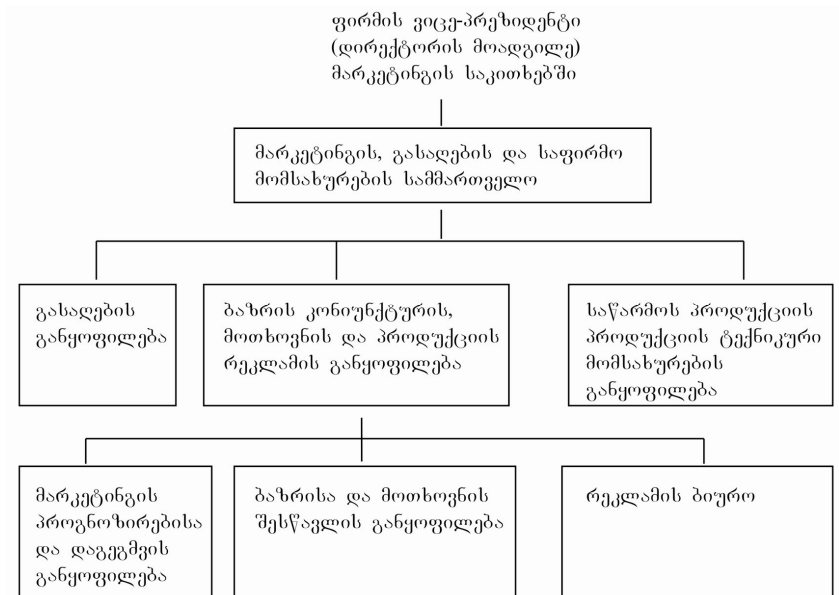 ფირმის ვიცე-პრეზიდენტი
(დირექტორის მოადგილე)
მარკეტინგის საკითხებში
მარკეტინგის, გასაღების და საფირმო
მომსახურების სამმართველო
გასაღების
განყოფილება
ბაზრის კონიუნქტურის,
მოთხოვნის და პროდუქციის
რეკლამის განყოფილება
საწარმოს პროდუქციის
პროდუქციის ტექნიკური
მომსახურების
განყოფილება
მარკეტინგის
პროგნოზირებისა
და დაგეგმვის
განყოფილება
ბაზრისა და მოთხოვნის
შესწავლის განყოფილება
რეკლამის ბიურო